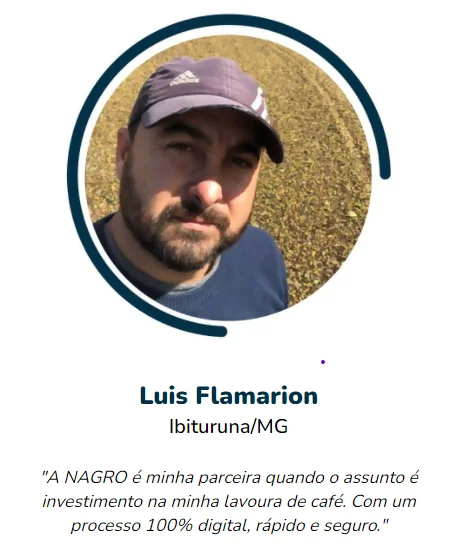 adidas
Luis Flamarion
Ibituruna/MG
"A NAGRO é minha parceira quando o assunto é
investimento na minha lavoura de café. Com um
processo 100% digital, rápido e seguro."